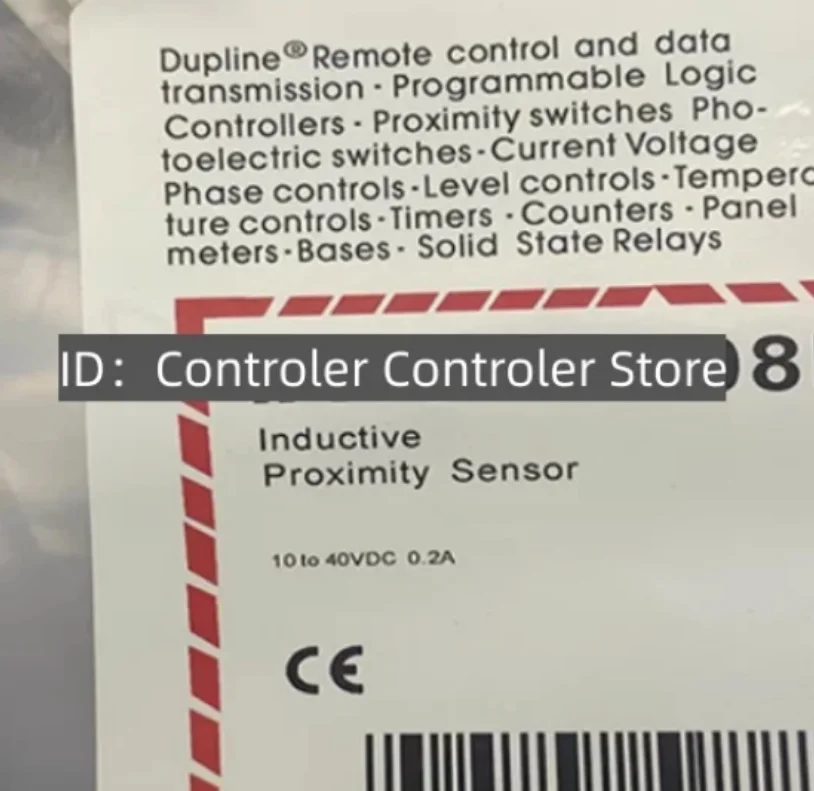 Dupline® Remote control and data
transmission · Programmable Logic
Controllers · Proximity switches Pho-
toelectric switches · Current Voltage
Phase controls · Level controls · Tempera
ture controls · Timers · Counters · Panel
meters · Bases · Solid State Relays
ID： Controler Controler Store 8
Inductive
Proximity Sensor
10 to 40VDC 0.2A
CE